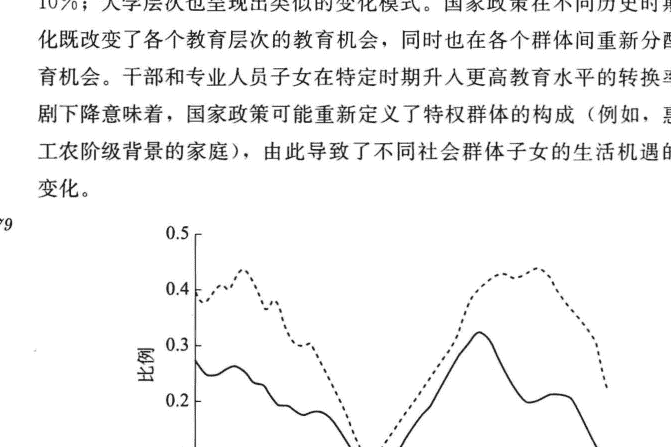 10%；大学层次也呈现出类似的变化模式。国家政策在不同历史时期
化既改变了各个教育层次的教育机会，同时也在各个群体间重新分配
育机会。干部和专业人员子女在特定时期升入更高教育水平的转换率
剧下降意味着，国家政策可能重新定义了特权群体的构成（例如，惠
工农阶级背景的家庭），由此导致了不同社会群体子女的生活机遇的
变化。
79
0.5
0.4
0.3
比例
0.2